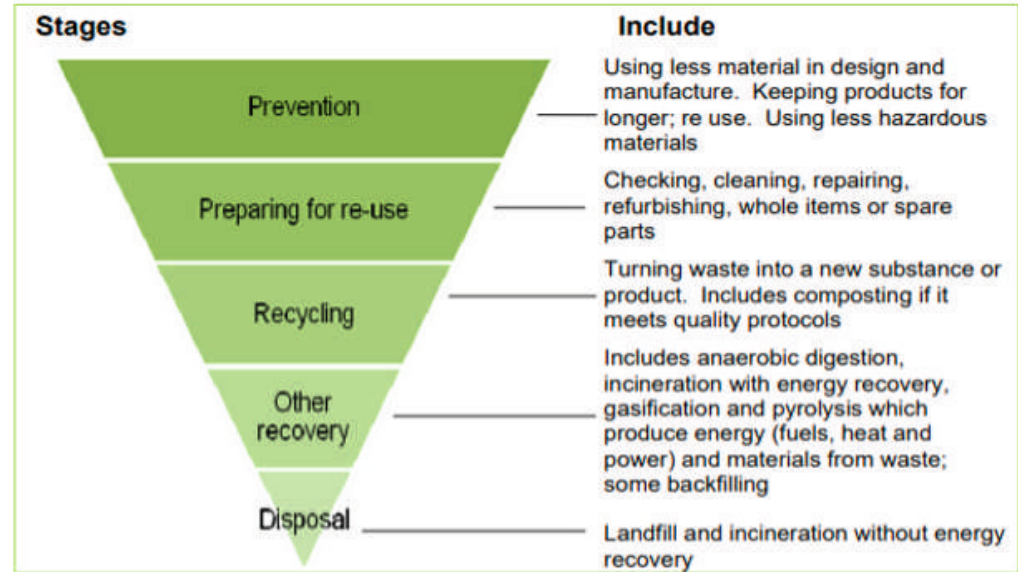 Stages
Include
Prevention
Using less material in design and
manufacture. Keeping products for
longer; re use. Using less hazardous
materials
Preparing for re-use
Checking, cleaning, repairing,
refurbishing, whole items or spare
parts
Recycling
Turning waste into a new substance or
product. Includes composting if it
meets quality protocols
Other
recovery
Includes anaerobic digestion,
incineration with energy recovery,
gasification and pyrolysis which
produce energy (fuels, heat and
power) and materials from waste;
some backfilling
Disposal
Landfill and incineration without energy
recovery